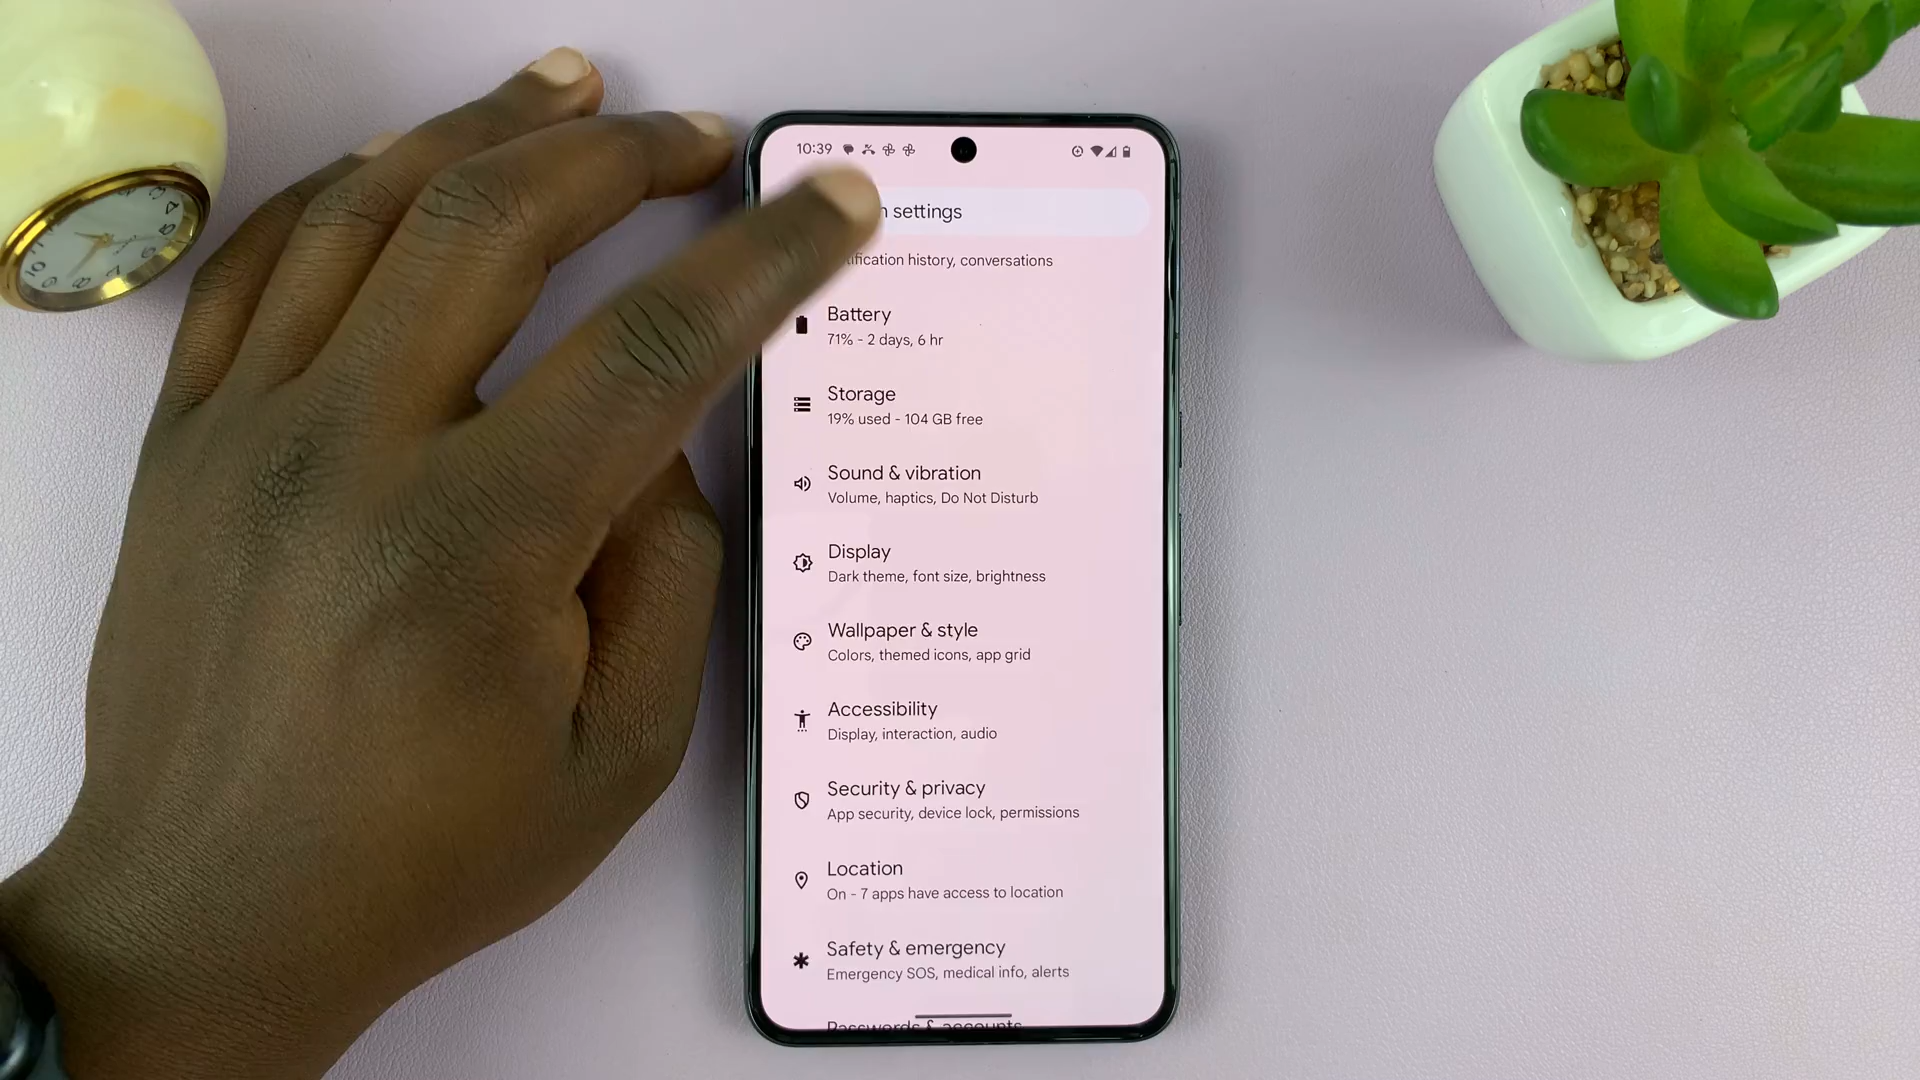 10:39
settings
conversations
Battery
71% - 2 days, 6 hr
Storage
19% used - 104 GB free
Sound & vibration
Volume, haptics, Do Not Disturb
Display
Dark theme, font size, brightness
Wallpaper & style
Colors, themed icons, app grid
Accessibility
Display, interaction, audio
Security & privacy
App security, device lock, permissions
Location
On - 7 apps have access to location
Safety & emergency
Emergency SOS, medical info, alerts
Passwords & accounts